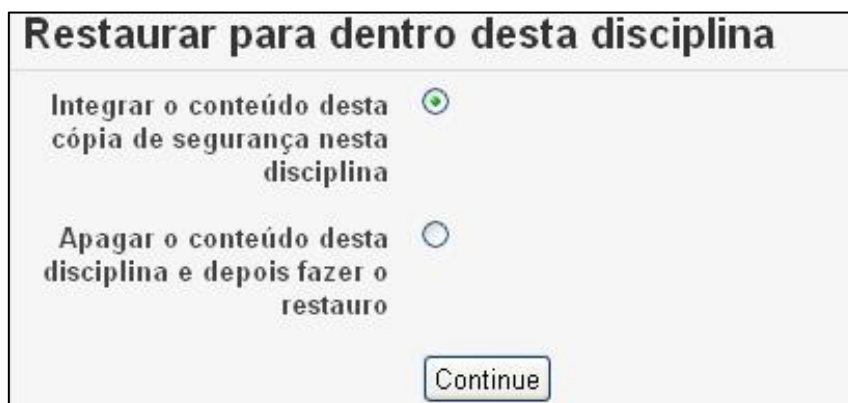 Restaurar para dentro desta disciplina
Integrar o conteúdo desta
cópia de segurança nesta
disciplina
Apagar o conteúdo desta
disciplina e depois fazer o
restauro
Continue